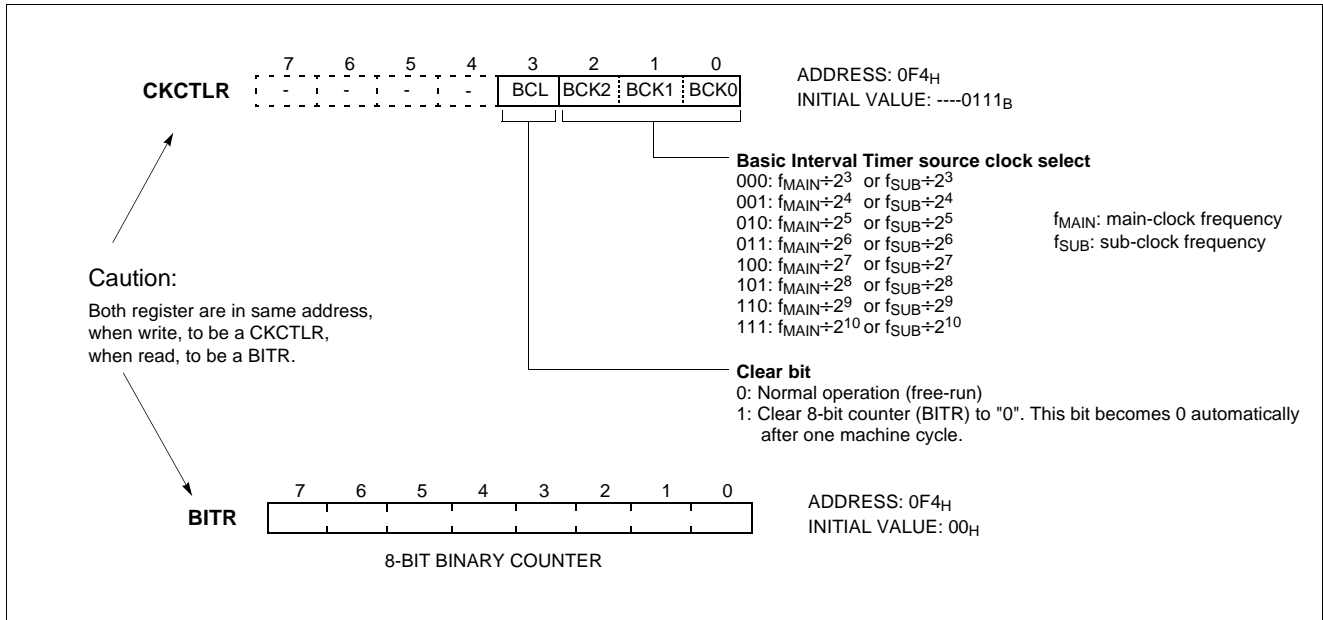 7 6 5 4 3 2 1 0
CKCTLR - - - - BCL BCK2 BCK1 BCK0
ADDRESS: 0F4H
INITIAL VALUE: ----0111B
Basic Interval Timer source clock select
000: fMAIN÷2³ or fSUB÷2³
001: fMAIN÷2⁴ or fSUB÷2⁴
010: fMAIN÷2⁵ or fSUB÷2⁵
011: fMAIN÷2⁶ or fSUB÷2⁶
100: fMAIN÷2⁷ or fSUB÷2⁷
101: fMAIN÷2⁸ or fSUB÷2⁸
110: fMAIN÷2⁹ or fSUB÷2⁹
111: fMAIN÷2¹⁰ or fSUB÷2¹⁰
fMAIN: main-clock frequency
fSUB: sub-clock frequency
Caution:
Both register are in same address,
when write, to be a CKCTLR,
when read, to be a BITR.
Clear bit
0: Normal operation (free-run)
1: Clear 8-bit counter (BITR) to "0". This bit becomes 0 automatically
after one machine cycle.
7 6 5 4 3 2 1 0
BITR
ADDRESS: 0F4H
INITIAL VALUE: 00H
8-BIT BINARY COUNTER